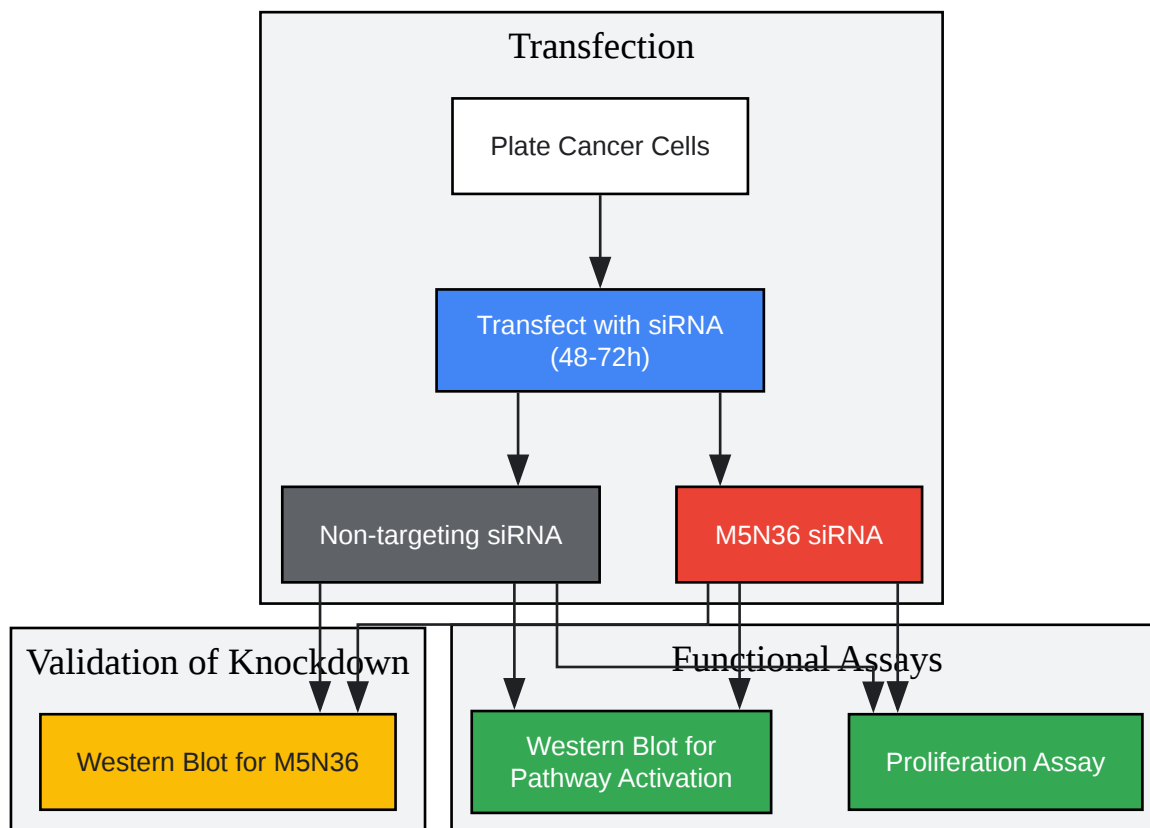 Transfection
Plate Cancer Cells
Transfect with siRNA
(48-72h)
Non-targeting siRNA
M5N36 siRNA
Validation of Knockdown
Western Blot for M5N36
Functional Assays
Western Blot for
Pathway Activation
Proliferation Assay